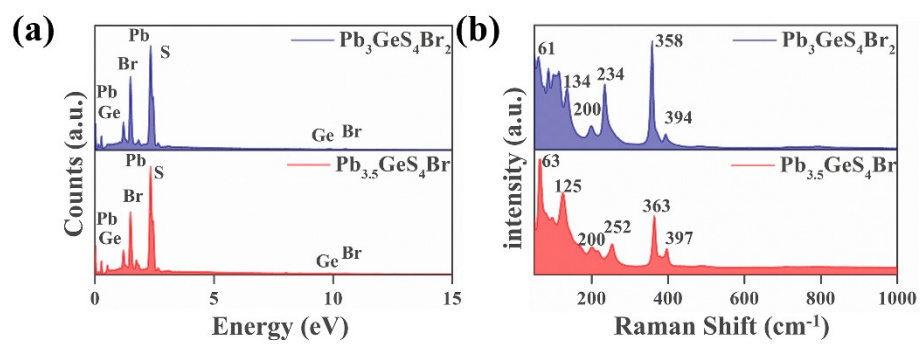 (a)
Pb₃GeS₄Br₂
Pb
S
Br
Pb
Ge
Ge
Br
Pb₃.₅GeS₄Br
Pb
S
Br
Pb
Ge
Ge
Br
Counts (a.u.)
0
5
10
15
Energy (eV)
(b)
Pb₃GeS₄Br₂
61
134
200
234
358
394
Pb₃.₅GeS₄Br
63
125
200
252
363
397
intensity (a.u.)
200
400
600
800
1000
Raman Shift (cm⁻¹)